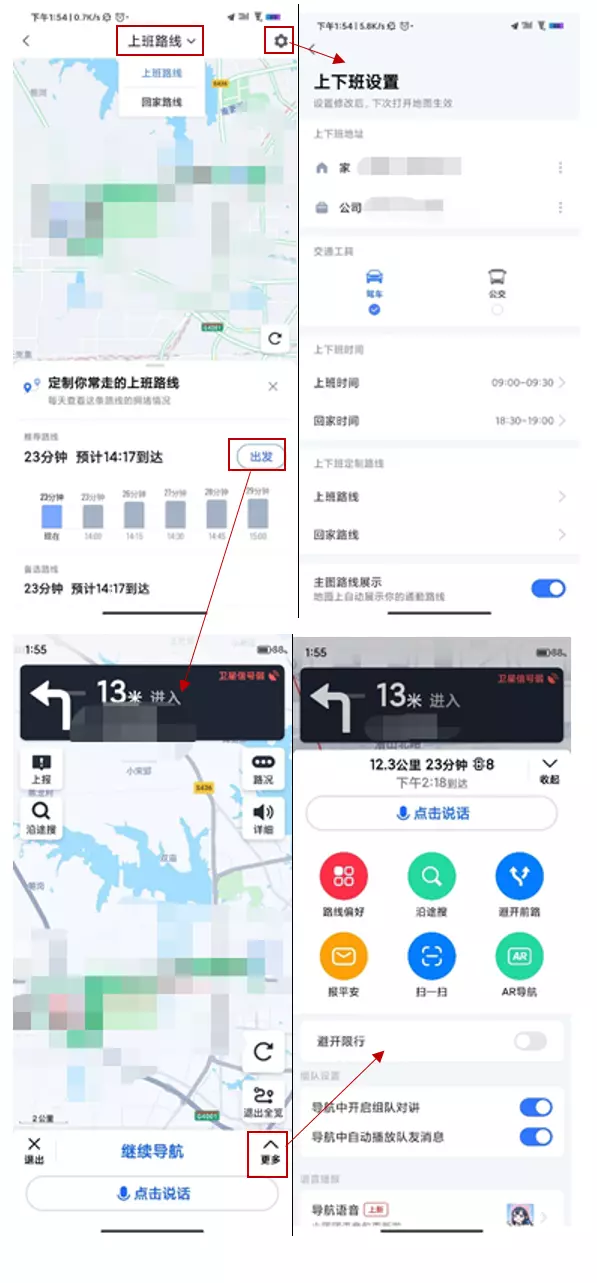 下午1:54 | 0.7K/s
上班路线
上班路线
回家路线
S436
G4001
定制你常走的上班路线
每天查看这条路线的拥堵情况
推荐路线
23分钟 预计14:17到达
出发
22分钟 23分钟 26分钟 27分钟 28分钟 29分钟
现在 14:00 14:15 14:30 14:45 15:00
备选路线
23分钟 预计14:17到达
下午1:54 | 5.8K/s
上下班设置
设置修改后，下次打开地图生效
上下班地址
家
公司
交通工具
驾车 公交
上下班时间
上班时间 09:00-09:30
回家时间 18:30-19:00
上下班定制路线
上班路线
回家路线
主图路线展示
地图上自动展示你的通勤路线
1:55 88
卫星信号弱
13米 进入
上报
路况
沿途搜
详细
S436
2公里
G4001
退出全览
退出
继续导航
更多
点击说话
1:55 88
卫星信号弱
13米 进入
12.3公里 23分钟 8
下午2:18到达
收起
点击说话
路线偏好 沿途搜 避开前路
报平安 扫一扫 AR导航
AR
避开限行
组队设置
导航中开启组队对讲
导航中自动播放队友消息
语音播报
导航语音 上新